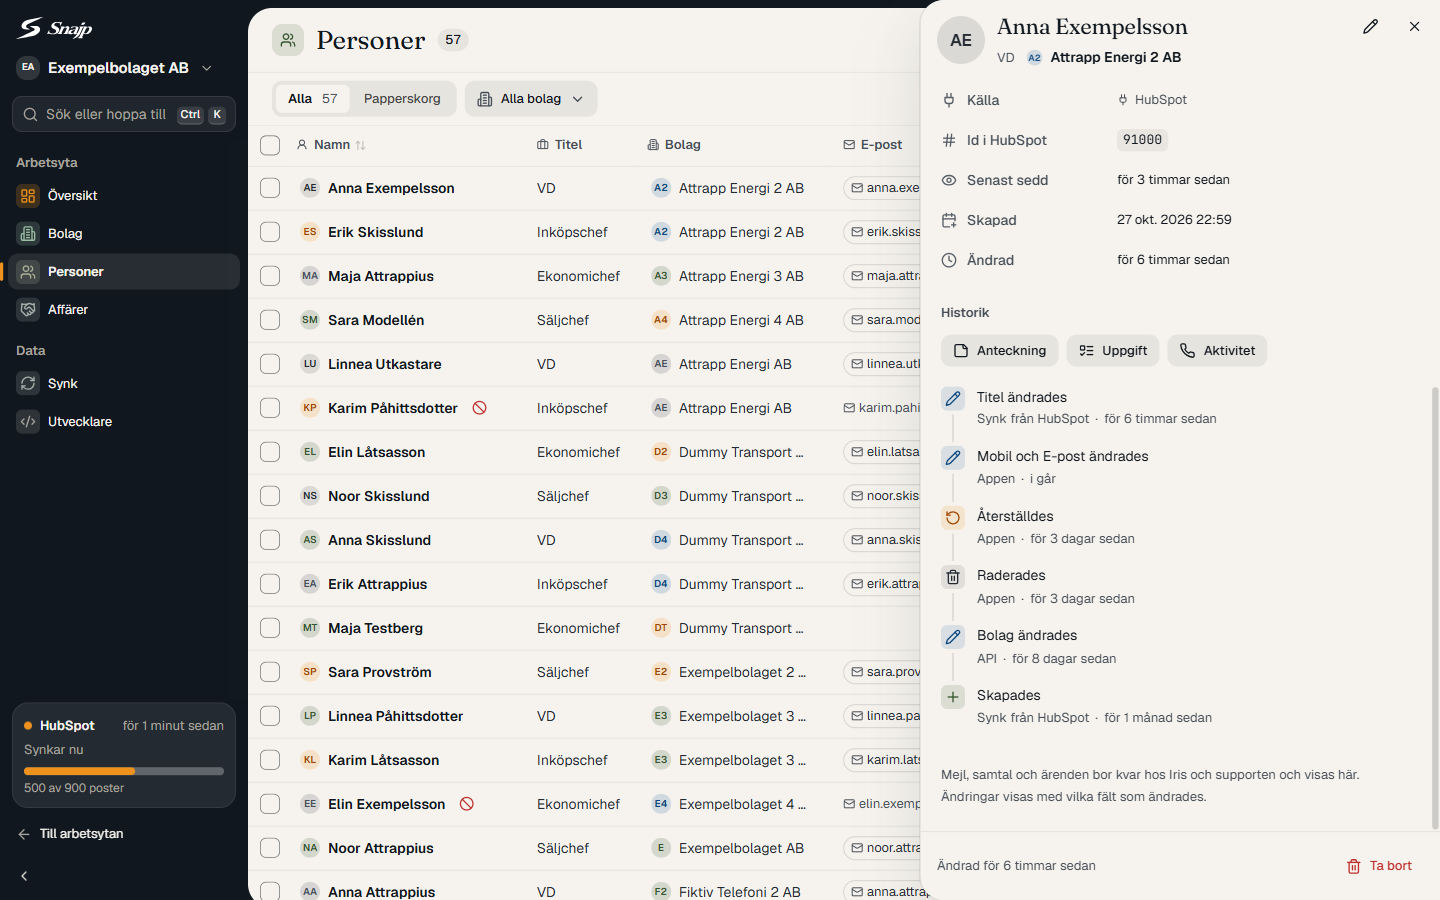 Snajp
EA Exempelbolaget AB
Sök eller hoppa till Ctrl K
Arbetsyta
Översikt
Bolag
Personer
Affärer
Data
Synk
Utvecklare
HubSpot för 1 minut sedan
Synkar nu
500 av 900 poster
Till arbetsytan
Personer 57
Alla 57 Papperskorg Alla bolag
Namn Titel Bolag E-post
AE Anna Exempelsson VD A2 Attrapp Energi 2 AB anna.exe
ES Erik Skisslund Inköpschef A2 Attrapp Energi 2 AB erik.skiss
MA Maja Attrappius Ekonomichef A3 Attrapp Energi 3 AB maja.attra
SM Sara Modellén Säljchef A4 Attrapp Energi 4 AB sara.mod
LU Linnea Utkastare VD AE Attrapp Energi AB linnea.utk
KP Karim Påhittsdotter Inköpschef AE Attrapp Energi AB karim.pahi
EL Elin Låtsasson Ekonomichef D2 Dummy Transport ... elin.latsa
NS Noor Skisslund Säljchef D3 Dummy Transport ... noor.skis
AS Anna Skisslund VD D4 Dummy Transport ... anna.skis
EA Erik Attrappius Inköpschef D4 Dummy Transport ... erik.attra
MT Maja Testberg Ekonomichef DT Dummy Transport ...
SP Sara Provström Säljchef E2 Exempelbolaget 2 ... sara.prov
LP Linnea Påhittsdotter VD E3 Exempelbolaget 3 ... linnea.pa
KL Karim Låtsasson Inköpschef E3 Exempelbolaget 3 ... karim.lats
EE Elin Exempelsson Ekonomichef E4 Exempelbolaget 4 ... elin.exemp
NA Noor Attrappius Säljchef E Exempelbolaget AB noor.attra
AA Anna Attrappius VD F2 Fiktiv Telefoni 2 AB anna.attrap
AE Anna Exempelsson
VD A2 Attrapp Energi 2 AB
Källa HubSpot
Id i HubSpot 91000
Senast sedd för 3 timmar sedan
Skapad 27 okt. 2026 22:59
Ändrad för 6 timmar sedan
Historik
Anteckning Uppgift Aktivitet
Titel ändrades
Synk från HubSpot · för 6 timmar sedan
Mobil och E-post ändrades
Appen · i går
Återställdes
Appen · för 3 dagar sedan
Raderades
Appen · för 3 dagar sedan
Bolag ändrades
API · för 8 dagar sedan
Skapades
Synk från HubSpot · för 1 månad sedan
Mejl, samtal och ärenden bor kvar hos Iris och supporten och visas här.
Ändringar visas med vilka fält som ändrades.
Ändrad för 6 timmar sedan Ta bort